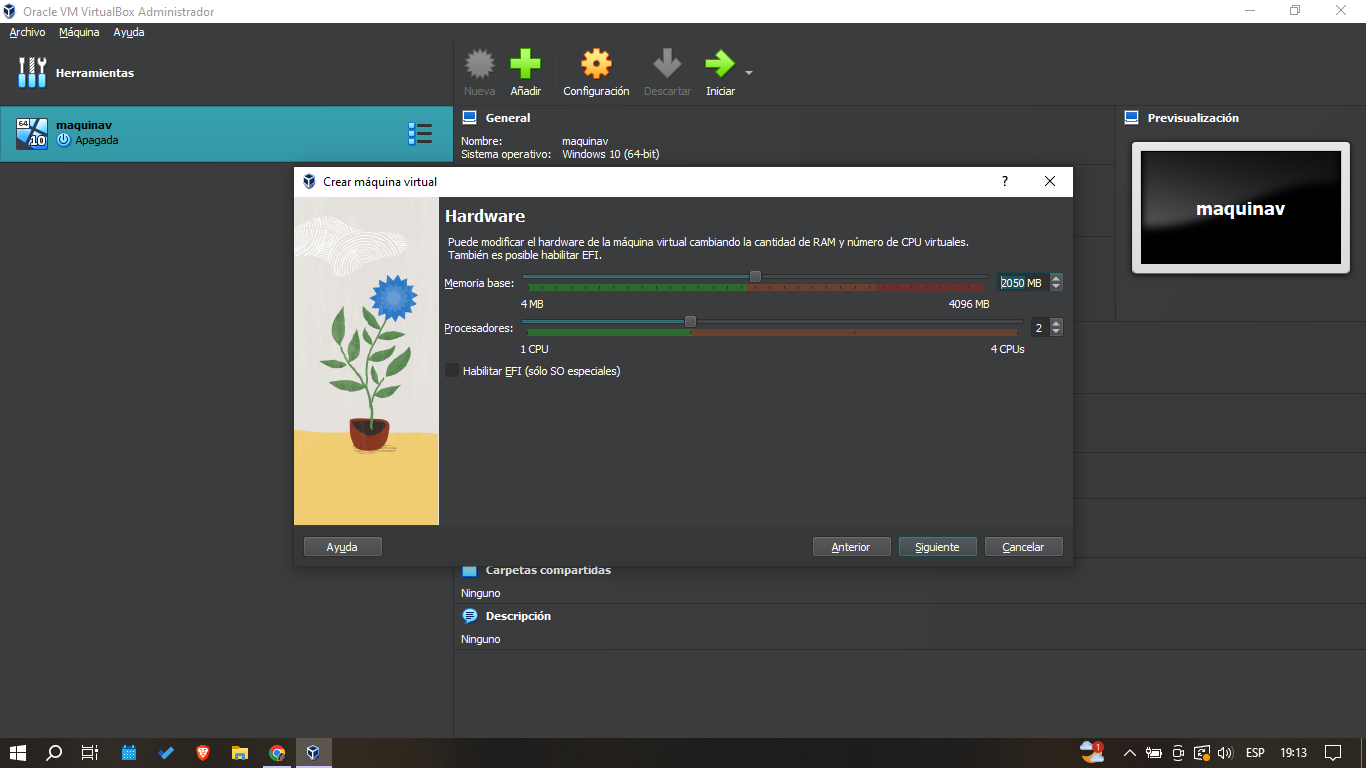 Oracle VM VirtualBox Administrador
Archivo Máquina Ayuda
Herramientas
Nueva Añadir Configuración Descartar Iniciar
64
10
maquinav
Apagada
General
Nombre: maquinav
Sistema operativo: Windows 10 (64-bit)
Previsualización
maquinav
Crear máquina virtual
?
Hardware
Puede modificar el hardware de la máquina virtual cambiando la cantidad de RAM y número de CPU virtuales.
También es posible habilitar EFI.
Memoria base: 2050 MB
4 MB 4096 MB
Procesadores: 2
1 CPU 4 CPUs
Habilitar EFI (sólo SO especiales)
Ayuda Anterior Siguiente Cancelar
Carpetas compartidas
Ninguno
Descripción
Ninguno
1
ESP 19:13